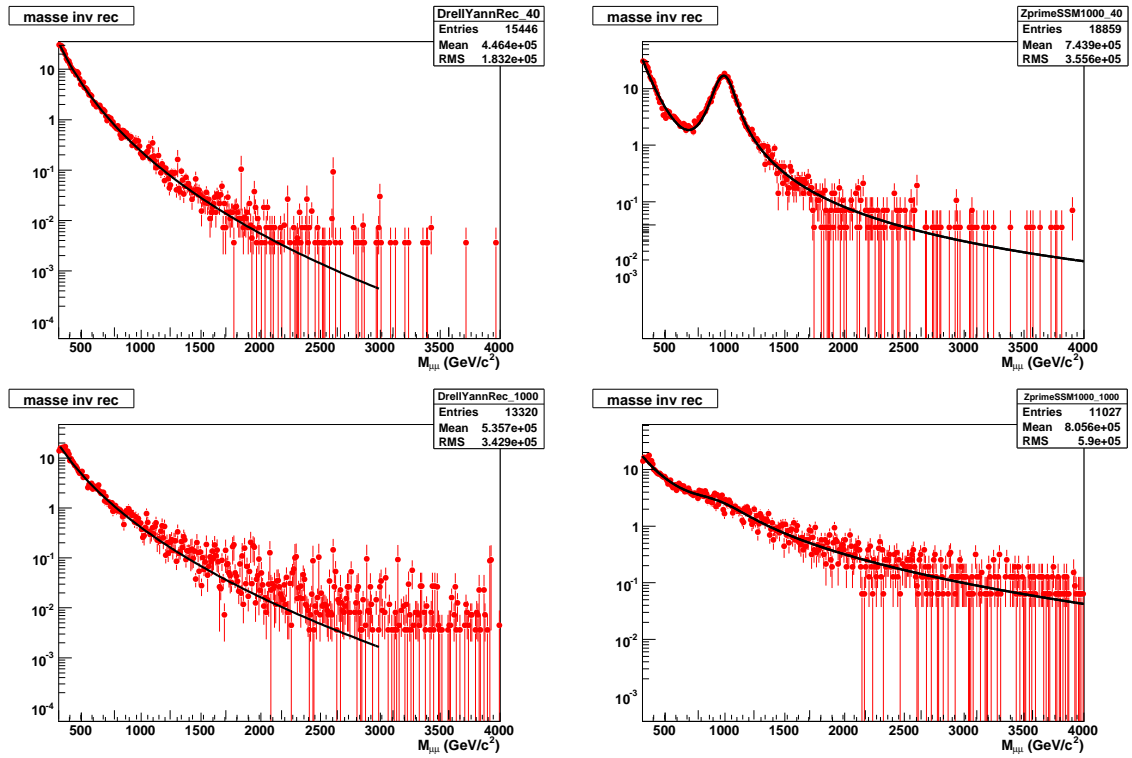 masse inv rec
DrellYannRec_40
Entries 15446
Mean 4.464e+05
RMS 1.832e+05
10
1
10^-1
10^-2
10^-3
10^-4
500 1000 1500 2000 2500 3000 3500 4000
M_μμ (GeV/c^2)
masse inv rec
ZprimeSSM1000_40
Entries 18859
Mean 7.439e+05
RMS 3.556e+05
10
1
10^-1
10^-2
10^-3
500 1000 1500 2000 2500 3000 3500 4000
M_μμ (GeV/c^2)
masse inv rec
DrellYannRec_1000
Entries 13320
Mean 5.357e+05
RMS 3.429e+05
10
1
10^-1
10^-2
10^-3
10^-4
500 1000 1500 2000 2500 3000 3500 4000
M_μμ (GeV/c^2)
masse inv rec
ZprimeSSM1000_1000
Entries 11027
Mean 8.056e+05
RMS 5.9e+05
10
1
10^-1
10^-2
10^-3
500 1000 1500 2000 2500 3000 3500 4000
M_μμ (GeV/c^2)